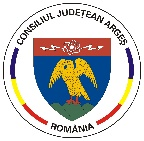 CONSILIUL JUDEȚEAN ARGEȘ
ROMÂNIA